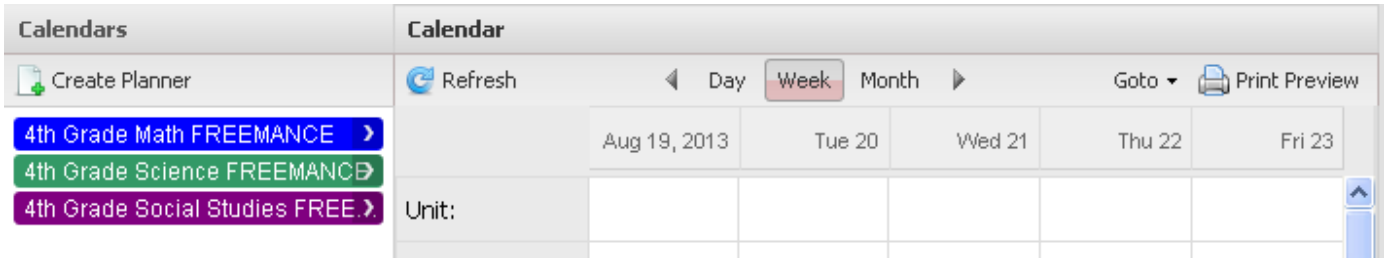 Calendars
Calendar
Create Planner
Refresh
Day Week Month
Goto
Print Preview
4th Grade Math FREEMANCE
4th Grade Science FREEMANCE
4th Grade Social Studies FREE...
Aug 19, 2013 Tue 20 Wed 21 Thu 22 Fri 23
Unit: